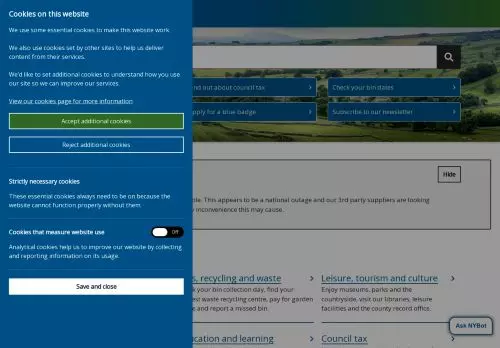 Cookies on this website
We use some essential cookies to make this website work.
We also use cookies set by other sites to help us deliver
content from their services.
We'd like to set additional cookies to understand how you use
our site so we can improve our services.
View our cookies page for more information
Accept additional cookies
Reject additional cookies
Strictly necessary cookies
These essential cookies always need to be on because the
website cannot function properly without them.
Cookies that measure website use
Off
Analytical cookies help us to improve our website by collecting
and reporting information on its usage.
Save and close
nd out about council tax
Check your bin dates
pply for a blue badge
Subscribe to our newsletter
Hide
ble. This appears to be a national outage and our 3rd party suppliers are looking
inconvenience this may cause.
s, recycling and waste
k your bin collection day, find your
est waste recycling centre, pay for garden
e and report a missed bin.
Leisure, tourism and culture
Enjoy museums, parks and the
countryside, visit our libraries, leisure
facilities and the county record office.
ucation and learning
Council tax
Ask NYBot